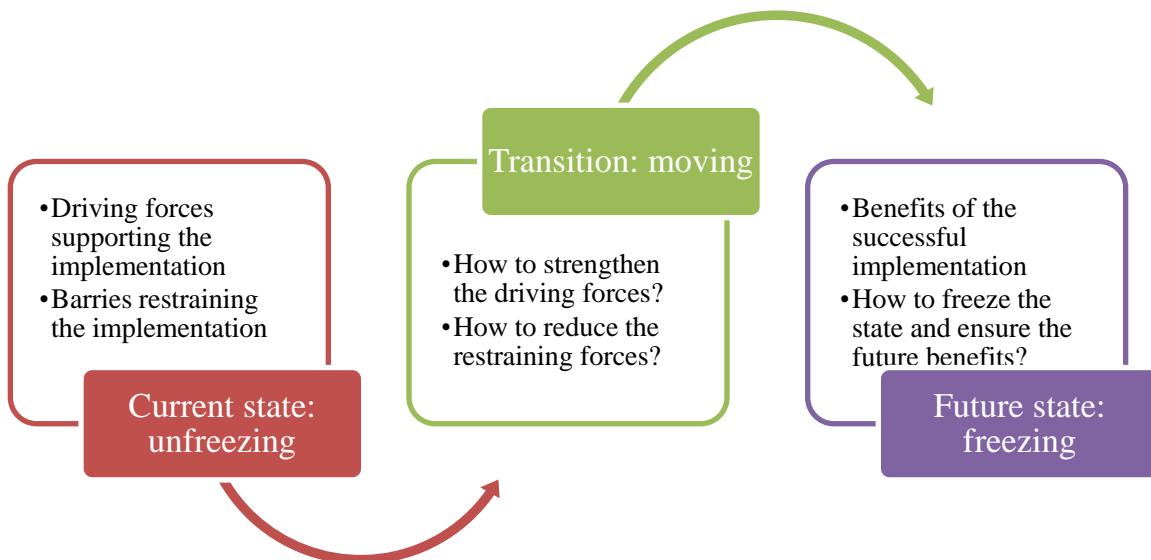 •Driving forces
supporting the
implementation
•Barries restraining
the implementation
Current state:
unfreezing
Transition: moving
•How to strengthen
the driving forces?
•How to reduce the
restraining forces?
•Benefits of the
successful
implementation
•How to freeze the
state and ensure the
future benefits?
Future state:
freezing